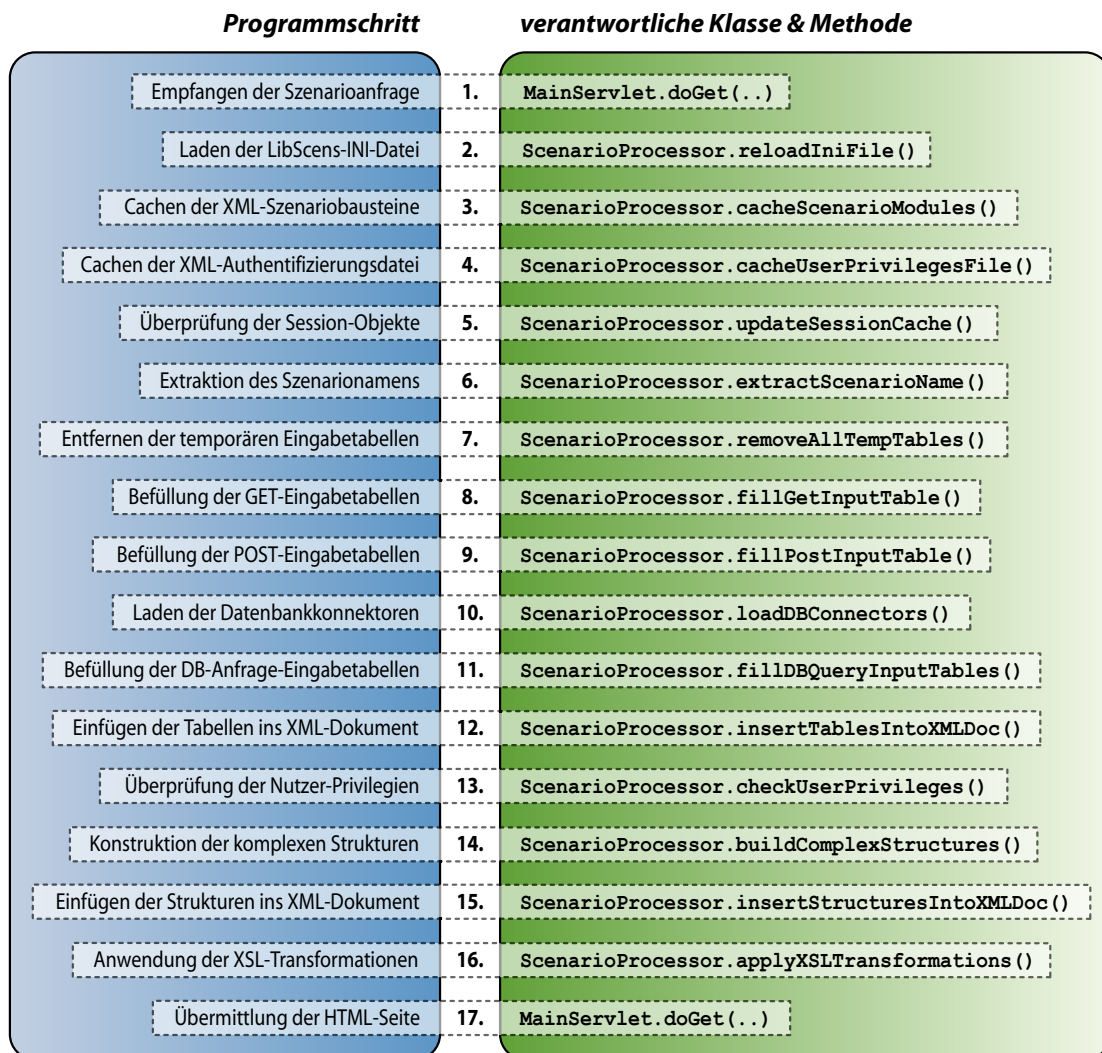 Programmschritt verantwortliche Klasse & Methode
Empfangen der Szenarioanfrage 1. MainServlet.doGet(..)
Laden der LibScens-INI-Datei 2. ScenarioProcessor.reloadIniFile()
Cachen der XML-Szenariobausteine 3. ScenarioProcessor.cacheScenarioModules()
Cachen der XML-Authentifizierungsdatei 4. ScenarioProcessor.cacheUserPrivilegesFile()
Überprüfung der Session-Objekte 5. ScenarioProcessor.updateSessionCache()
Extraktion des Szenarionamens 6. ScenarioProcessor.extractScenarioName()
Entfernen der temporären Eingabetabellen 7. ScenarioProcessor.removeAllTempTables()
Befüllung der GET-Eingabetabellen 8. ScenarioProcessor.fillGetInputTable()
Befüllung der POST-Eingabetabellen 9. ScenarioProcessor.fillPostInputTable()
Laden der Datenbankkonnektoren 10. ScenarioProcessor.loadDBConnectors()
Befüllung der DB-Anfrage-Eingabetabellen 11. ScenarioProcessor.fillDBQueryInputTables()
Einfügen der Tabellen ins XML-Dokument 12. ScenarioProcessor.insertTablesIntoXMLDoc()
Überprüfung der Nutzer-Privilegien 13. ScenarioProcessor.checkUserPrivileges()
Konstruktion der komplexen Strukturen 14. ScenarioProcessor.buildComplexStructures()
Einfügen der Strukturen ins XML-Dokument 15. ScenarioProcessor.insertStructuresIntoXMLDoc()
Anwendung der XSL-Transformationen 16. ScenarioProcessor.applyXSLTransformations()
Übermittlung der HTML-Seite 17. MainServlet.doGet(..)